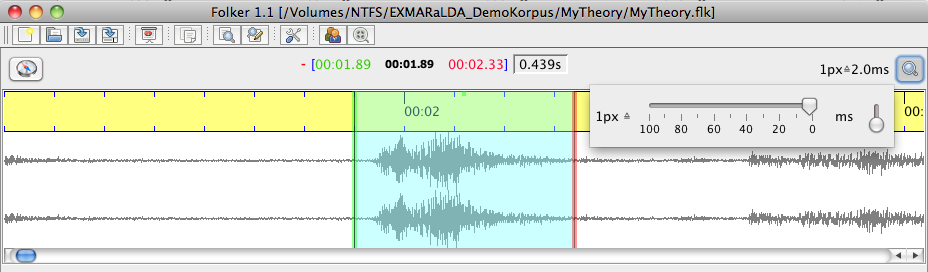 Folker 1.1 [/Volumes/NTFS/EXMARaLDA_DemoKorpus/MyTheory/MyTheory.flk]
- [00:01.89 00:01.89 00:02.33] 0.439s
1px≙2.0ms
00:02
00:
1px ≙
100 80 60 40 20 0
ms